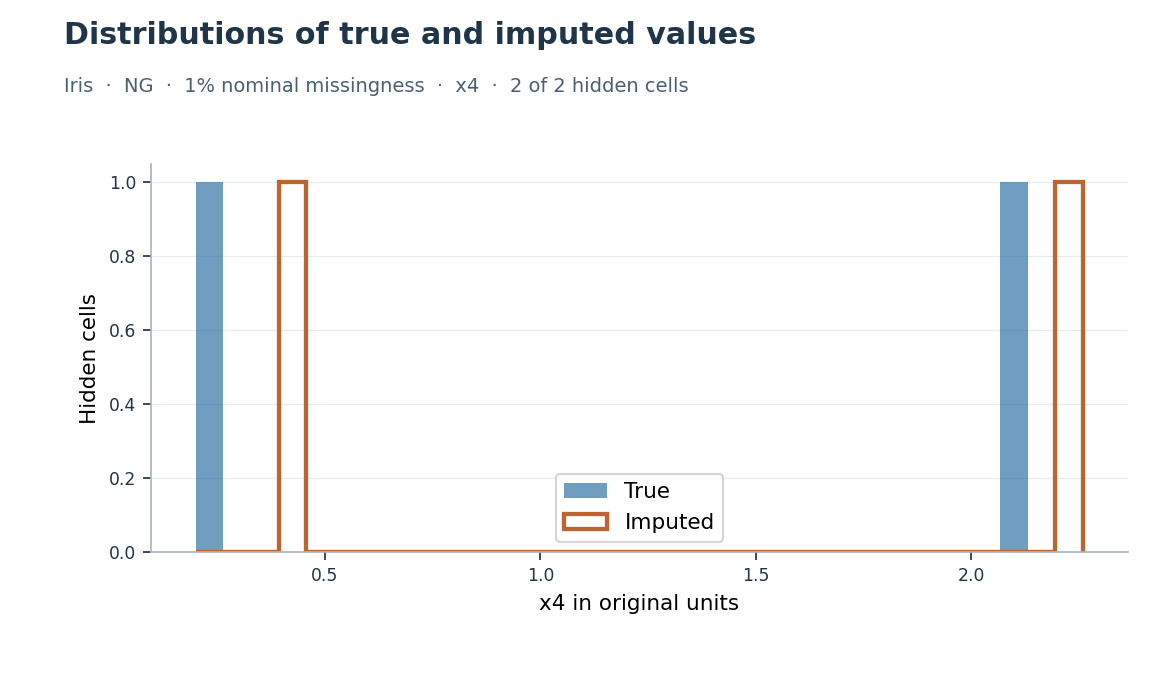 Distributions of true and imputed values
Iris · NG · 1% nominal missingness · x4 · 2 of 2 hidden cells
Hidden cells
1.0
0.8
0.6
0.4
0.2
0.0
True
Imputed
0.5
1.0
1.5
2.0
x4 in original units